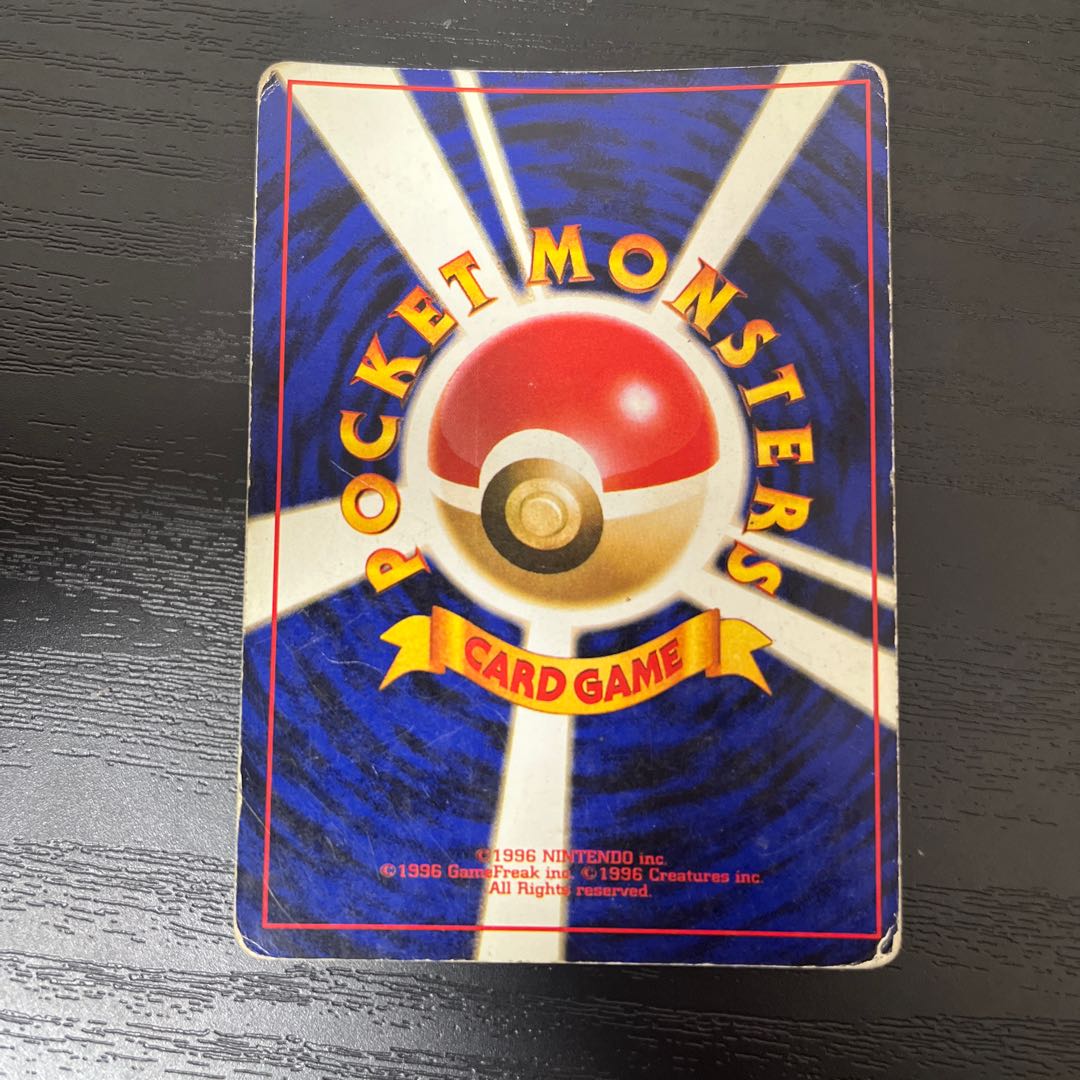 POCKET MONSTERS
CARD GAME
©1996 NINTENDO inc.
©1996 GameFreak inc. ©1996 Creatures inc.
All Rights reserved.